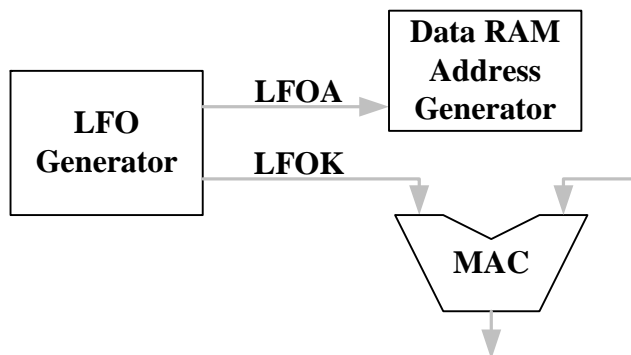 Data RAM
Address
Generator
LFOA
LFO
Generator
LFOK
MAC